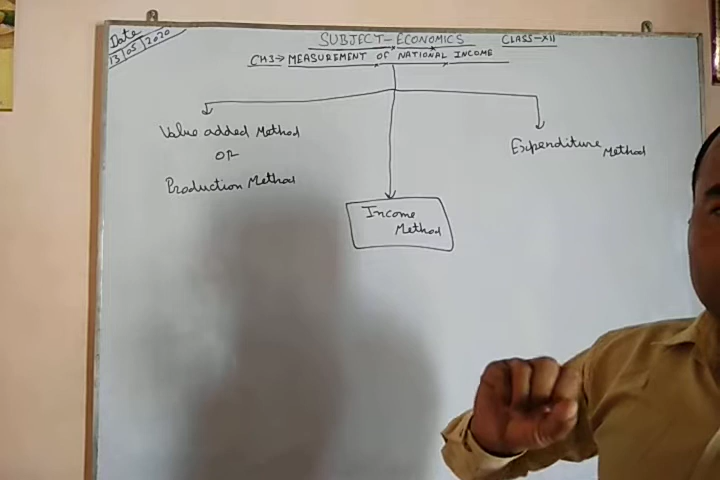 Date
13/05/2020
SUBJECT-ECONOMICS CLASS-XII
CH3→ MEASUREMENT OF NATIONAL INCOME
Value added Method
OR
Production Method
Income
Method
Expenditure Method